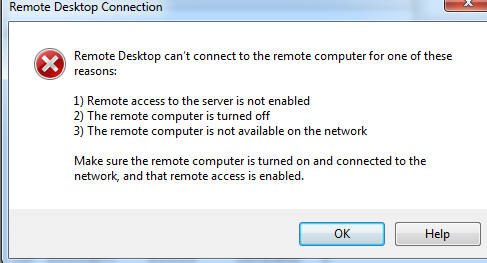 Remote Desktop Connection
Remote Desktop can't connect to the remote computer for one of these
reasons:
1) Remote access to the server is not enabled
2) The remote computer is turned off
3) The remote computer is not available on the network
Make sure the remote computer is turned on and connected to the
network, and that remote access is enabled.
OK
Help